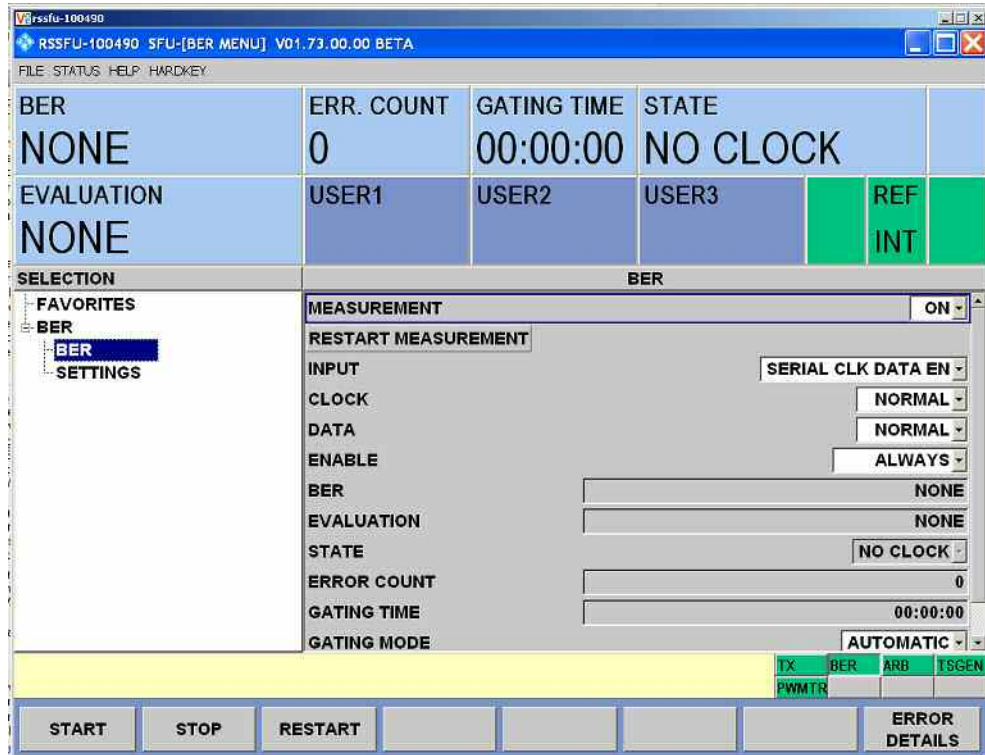 rssfu-100490
RSSFU-100490 SFU-[BER MENU] V01.73.00.00 BETA
FILE STATUS HELP HARDKEY
BER ERR. COUNT GATING TIME STATE
NONE 0 00:00:00 NO CLOCK
EVALUATION USER1 USER2 USER3 REF
NONE INT
SELECTION BER
FAVORITES
BER
BER
SETTINGS
MEASUREMENT ON
RESTART MEASUREMENT
INPUT SERIAL CLK DATA EN
CLOCK NORMAL
DATA NORMAL
ENABLE ALWAYS
BER NONE
EVALUATION NONE
STATE NO CLOCK
ERROR COUNT 0
GATING TIME 00:00:00
GATING MODE AUTOMATIC
TX BER ARB TSGEN
PWMTR
START STOP RESTART ERROR DETAILS